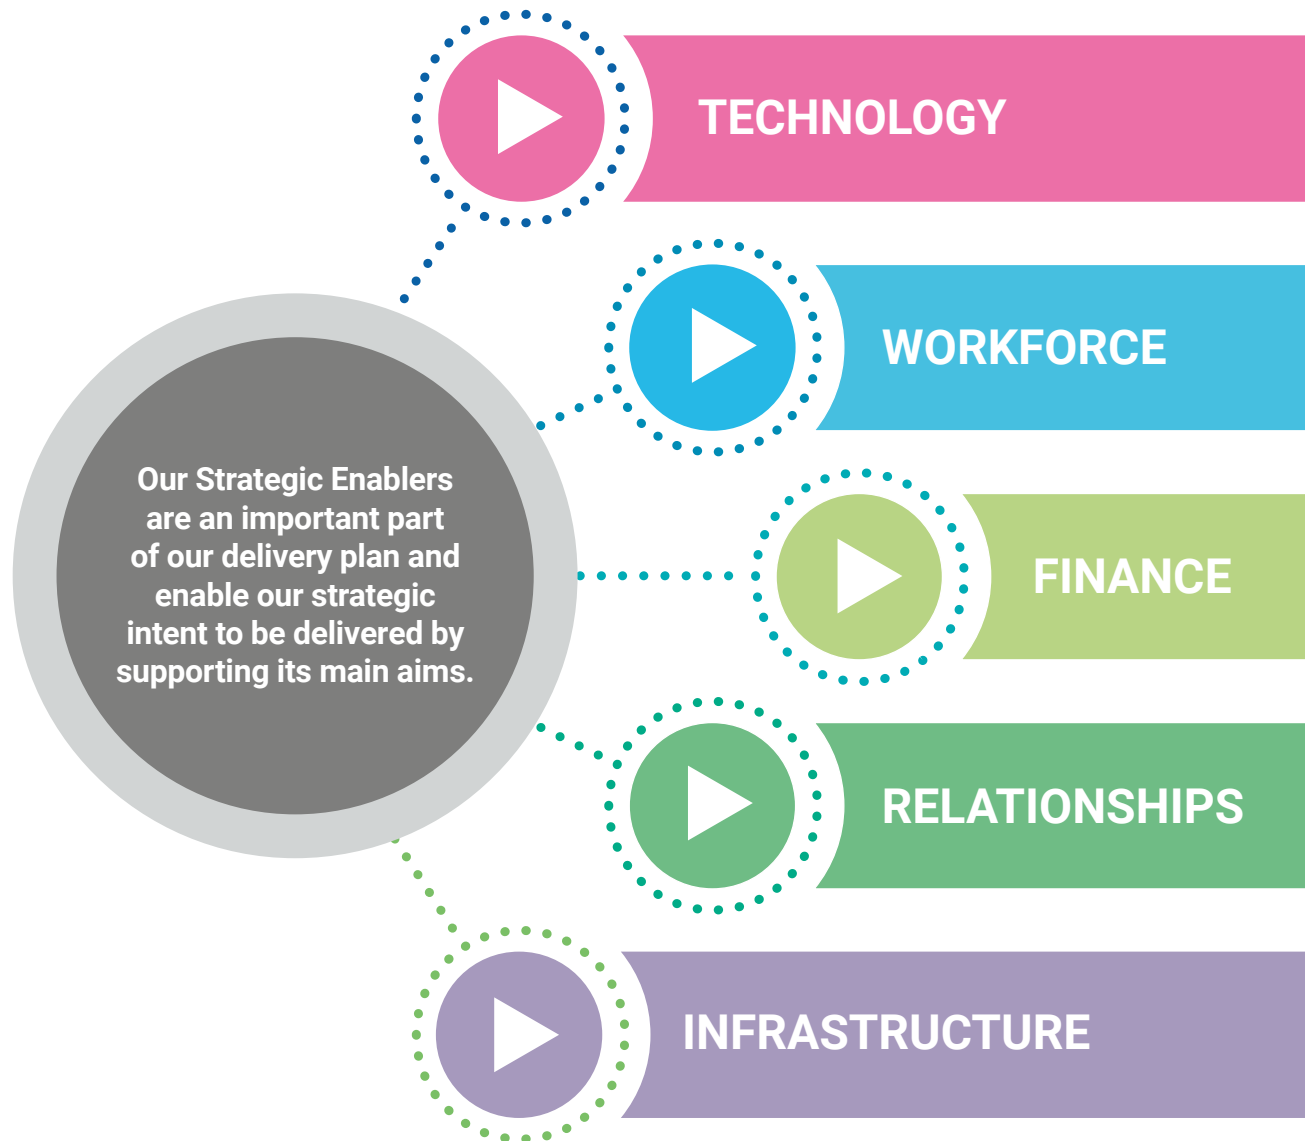 Our Strategic Enablers
are an important part
of our delivery plan and
enable our strategic
intent to be delivered by
supporting its main aims.
TECHNOLOGY
WORKFORCE
FINANCE
RELATIONSHIPS
INFRASTRUCTURE